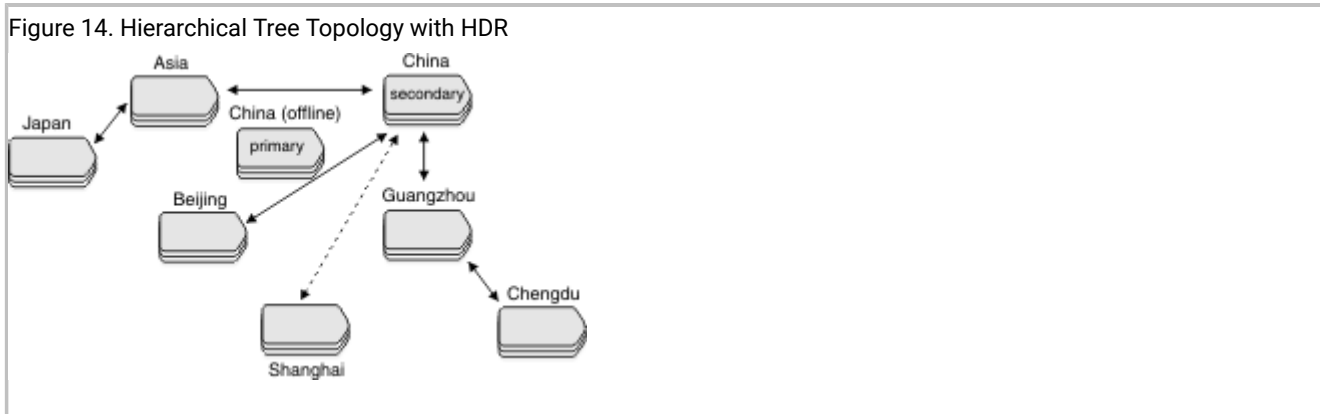 Figure 14. Hierarchical Tree Topology with HDR
Asia
China
secondary
China (offline)
primary
Japan
Beijing
Guangzhou
Chengdu
Shanghai